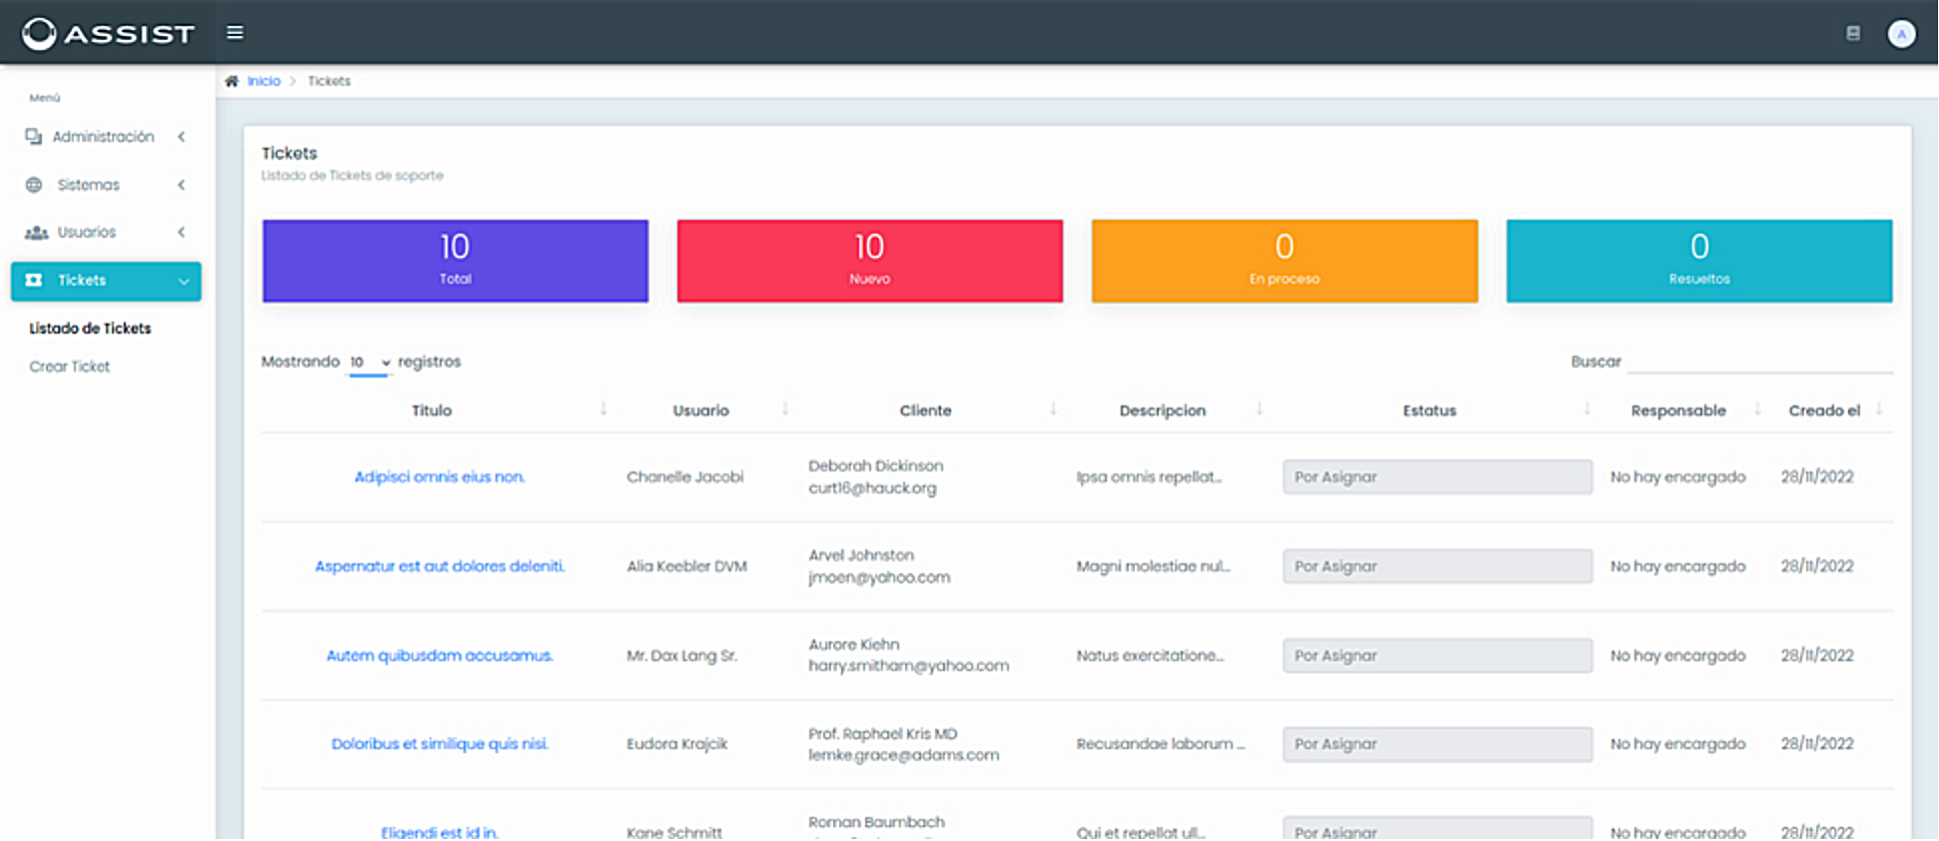 ASSIST
A
Inicio > Tickets
Menú
Administración
Sistemas
Usuarios
Tickets
Listado de Tickets
Crear Ticket
Tickets
Listado de Tickets de soporte
10
Total
10
Nuevo
0
En proceso
0
Resueltos
Mostrando 10 registros
Buscar
Titulo Usuario Cliente Descripcion Estatus Responsable Creado el
Adipisci omnis eius non. Chanelle Jacobi Deborah Dickinson Ipsa omnis repellat... Por Asignar No hay encargado 28/11/2022
curt16@hauck.org
Aspernatur est aut dolores deleniti. Alia Keebler DVM Arvel Johnston Magni molestiae nul... Por Asignar No hay encargado 28/11/2022
jmoen@yahoo.com
Autem quibusdam accusamus. Mr. Dax Lang Sr. Aurore Kiehn Natus exercitatione... Por Asignar No hay encargado 28/11/2022
harry.smitham@yahoo.com
Doloribus et similique quis nisi. Eudora Krajcik Prof. Raphael Kris MD Recusandae laborum ... Por Asignar No hay encargado 28/11/2022
lemke.grace@adams.com
Eligendi est id in. Kane Schmitt Roman Baumbach Qui et repellat ull... Por Asignar No hay encargado 28/11/2022